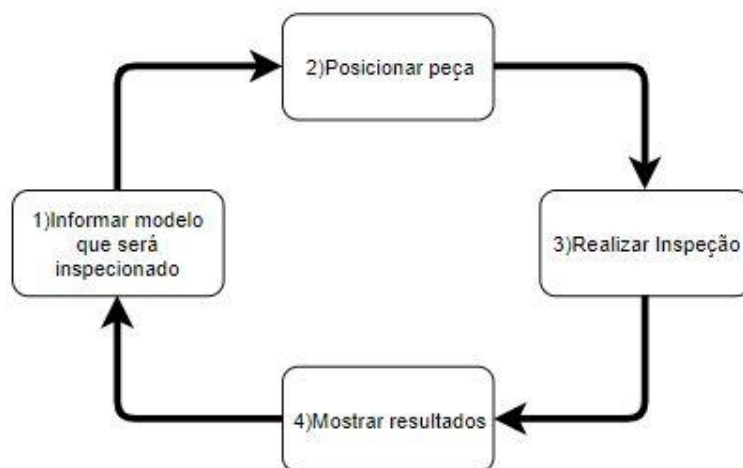 1)Informar modelo
que será
inspecionado
2)Posicionar peça
3)Realizar Inspeção
4)Mostrar resultados